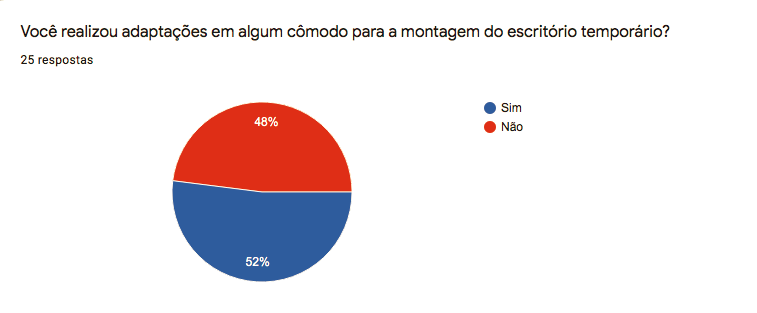 Você realizou adaptações em algum cômodo para a montagem do escritório temporário?
25 respostas
48%
52%
Sim
Não